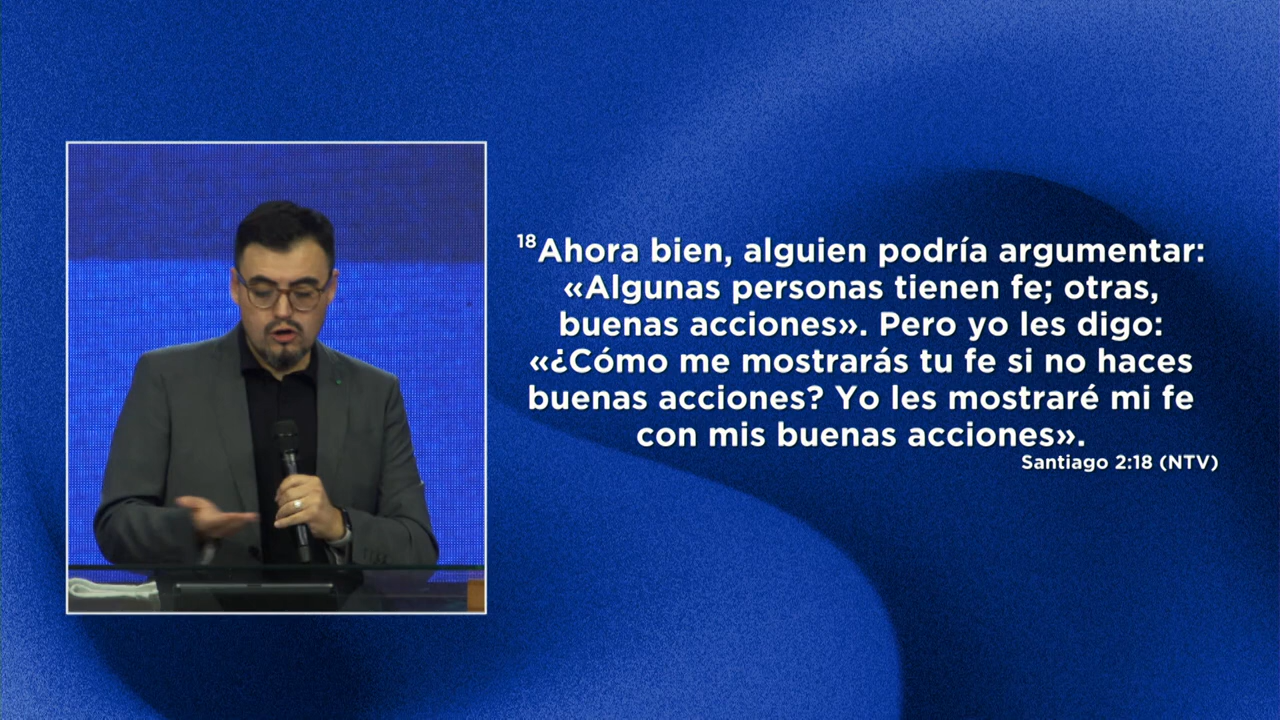 18Ahora bien, alguien podría argumentar:
«Algunas personas tienen fe; otras,
buenas acciones». Pero yo les digo:
«¿Cómo me mostrarás tu fe si no haces
buenas acciones? Yo les mostraré mi fe
con mis buenas acciones».
Santiago 2:18 (NTV)